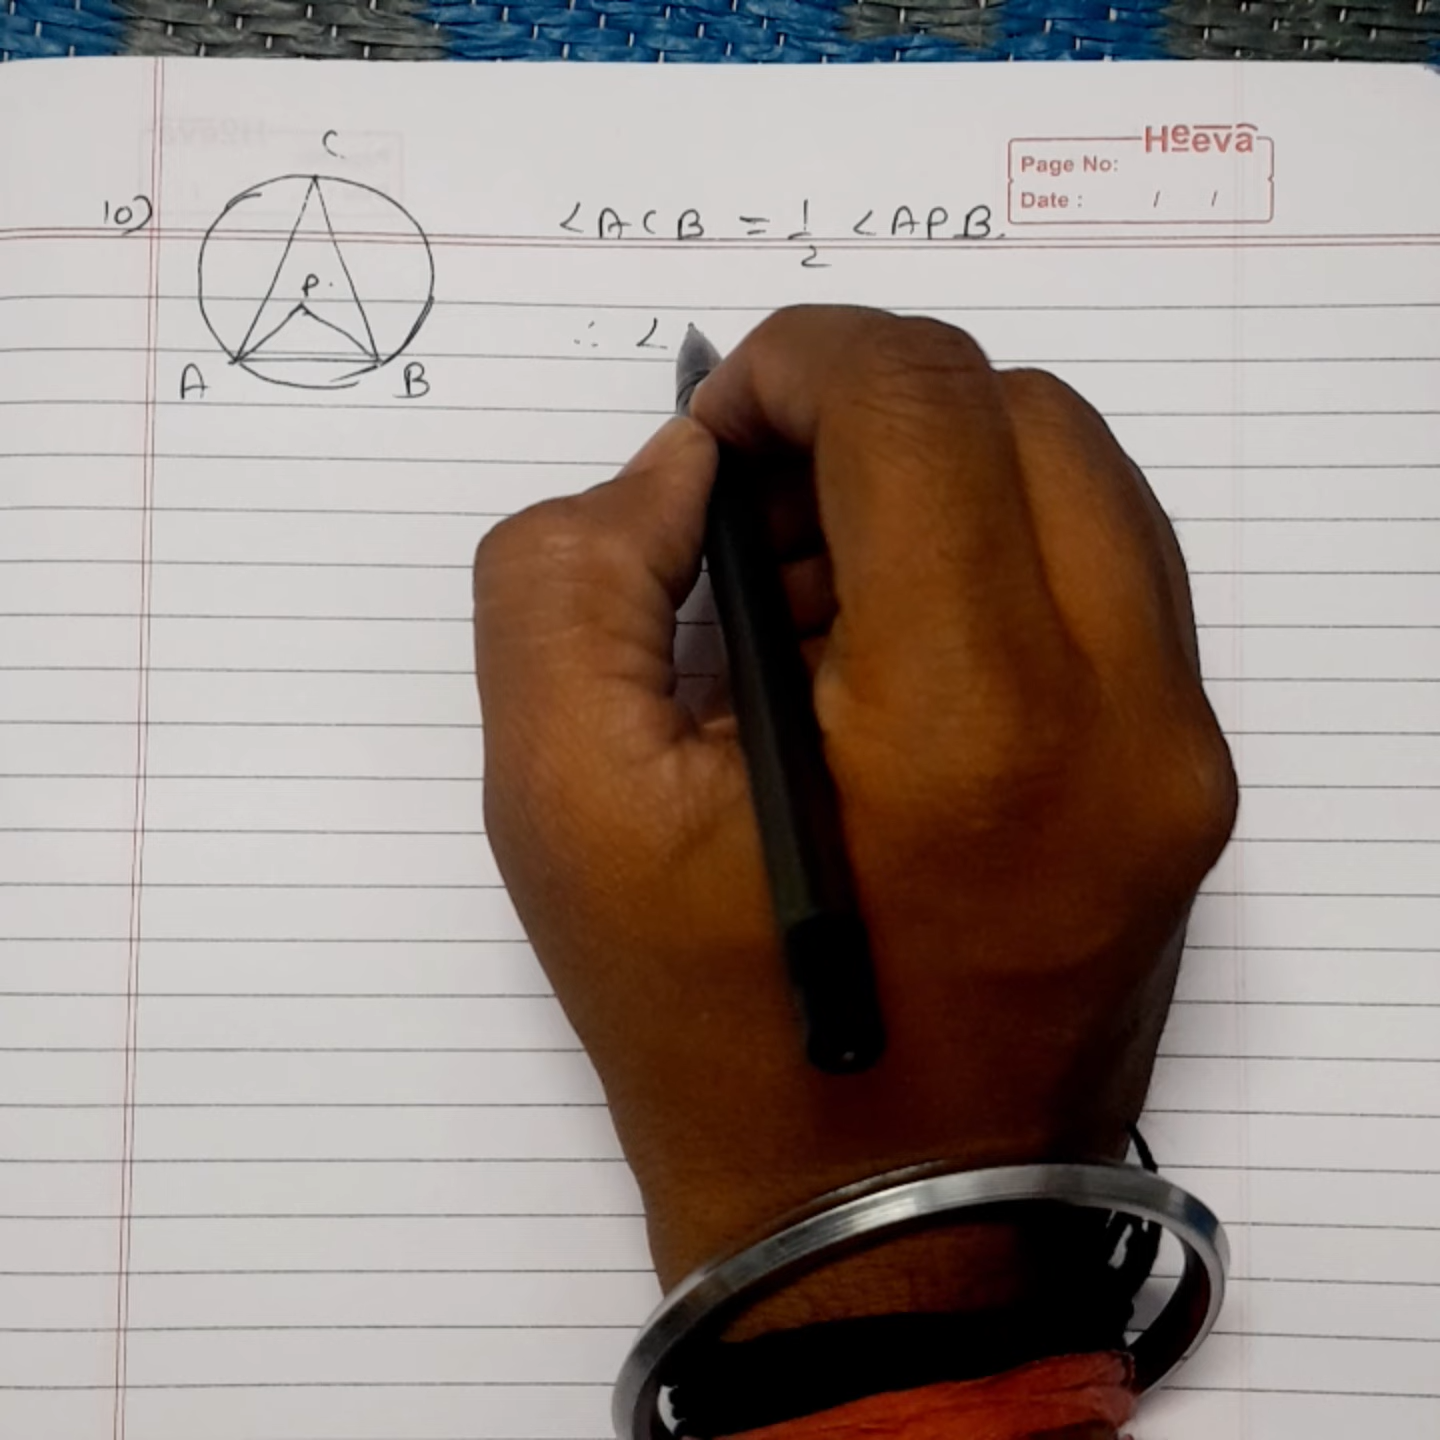 Heeva
Page No:
Date : / /
10)
C
P.
A
B
∠ACB = 1/2 ∠APB.
∴ ∠